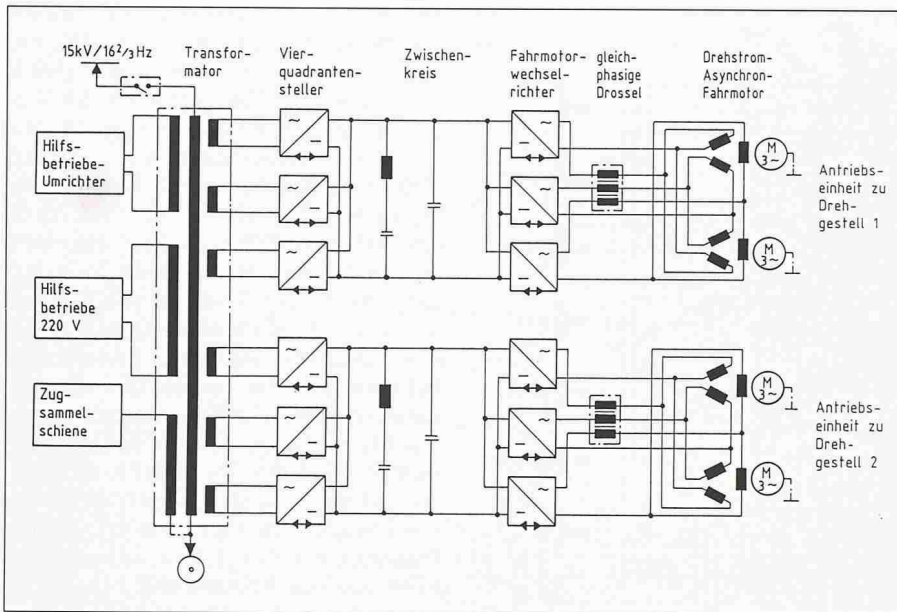 15kV/16²/₃Hz
Transfor-
mator
Vier-
quadranten-
steller
Zwischen-
kreis
Fahrmotor-
wechsel-
richter
gleich-
phasige
Drossel
Drehstrom-
Asynchron-
Fahrmotor
Hilfs-
betriebe-
Umrichter
Hilfs-
betriebe
220 V
Zug-
sammel-
schiene
~
–
~
–
~
–
~
–
~
–
~
–
M
3~
M
3~
Antriebs-
einheit zu
Dreh-
gestell 1
~
–
~
–
~
–
~
–
~
–
~
–
M
3~
M
3~
Antriebs-
einheit zu
Dreh-
gestell 2